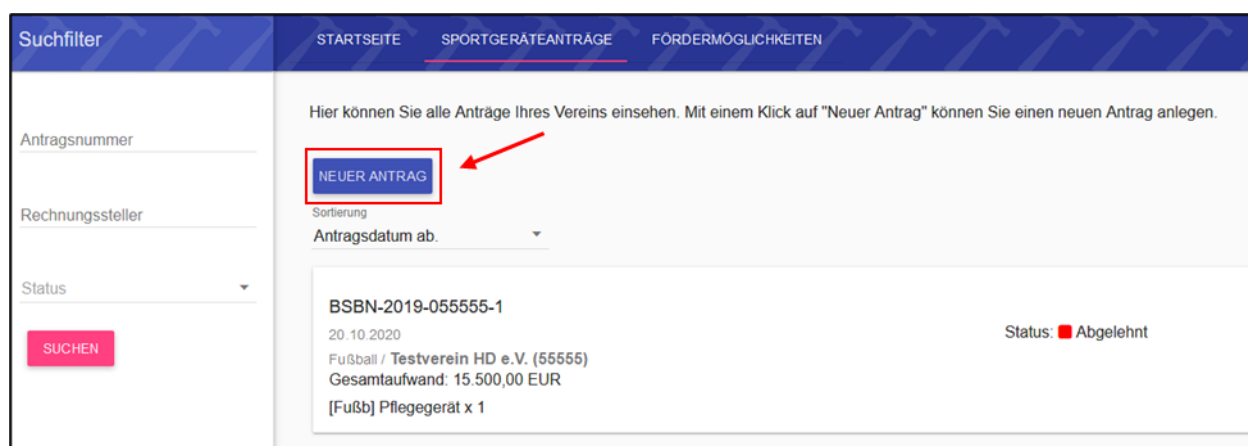 Suchfilter
STARTSEITE SPORTGERÄTEANTRÄGE FÖRDERMÖGLICHKEITEN
Antragsnummer
Rechnungssteller
Status
SUCHEN
Hier können Sie alle Anträge Ihres Vereins einsehen. Mit einem Klick auf "Neuer Antrag" können Sie einen neuen Antrag anlegen.
NEUER ANTRAG
Sortierung
Antragsdatum ab.
BSBN-2019-055555-1
20.10.2020
Fußball / Testverein HD e.V. (55555)
Gesamtaufwand: 15.500,00 EUR
[Fußb] Pflegegerät x 1
Status: Abgelehnt